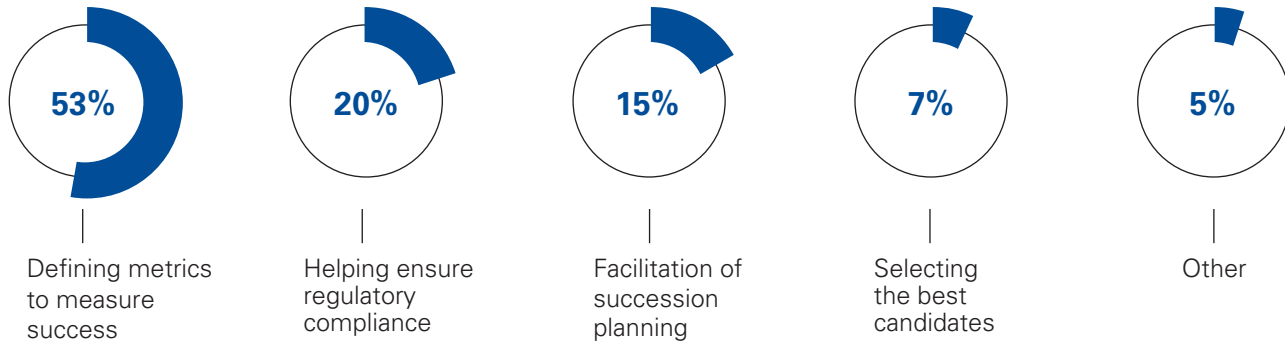 53%
20%
15%
7%
5%
Defining metrics
to measure
success
Helping ensure
regulatory
compliance
Facilitation of
succession
planning
Selecting
the best
candidates
Other